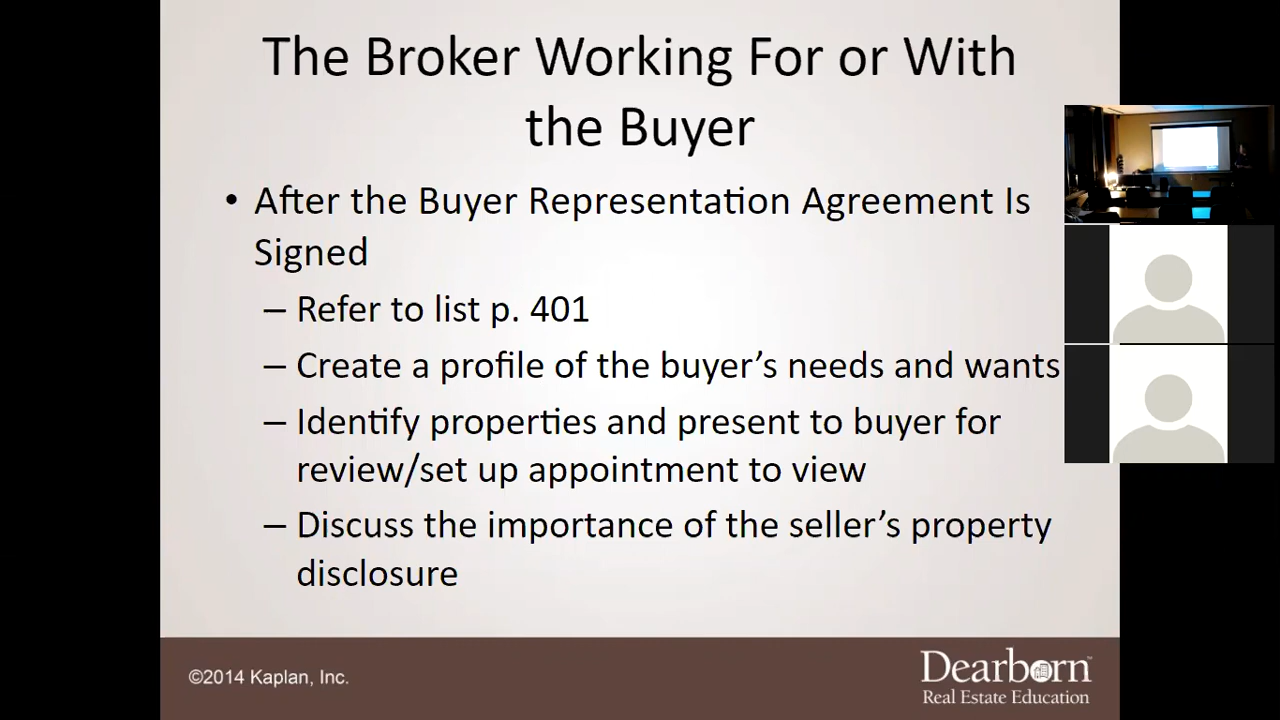 The Broker Working For or With
the Buyer
• After the Buyer Representation Agreement Is
Signed
– Refer to list p. 401
– Create a profile of the buyer’s needs and wants
– Identify properties and present to buyer for
review/set up appointment to view
– Discuss the importance of the seller’s property
disclosure
©2014 Kaplan, Inc.
Dearborn™
Real Estate Education